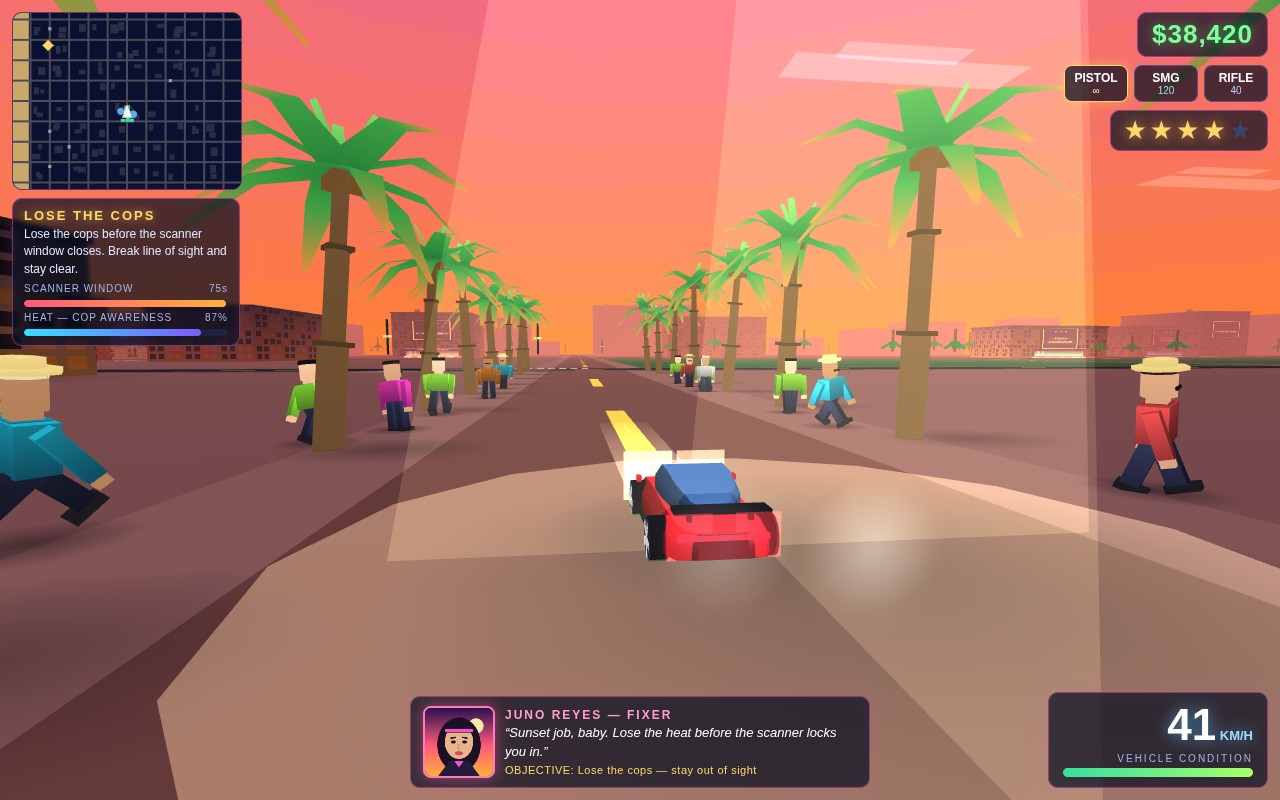 $38,420
PISTOL
∞
SMG
120
RIFLE
40
LOSE THE COPS
Lose the cops before the scanner
window closes. Break line of sight and
stay clear.
SCANNER WINDOW 75s
HEAT — COP AWARENESS 87%
JUNO REYES — FIXER
“Sunset job, baby. Lose the heat before the scanner locks
you in.”
OBJECTIVE: Lose the cops — stay out of sight
41 KM/H
VEHICLE CONDITION